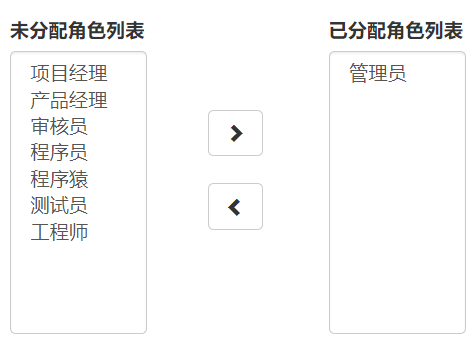 未分配角色列表
项目经理
产品经理
审核员
程序员
程序猿
测试员
工程师
已分配角色列表
管理员